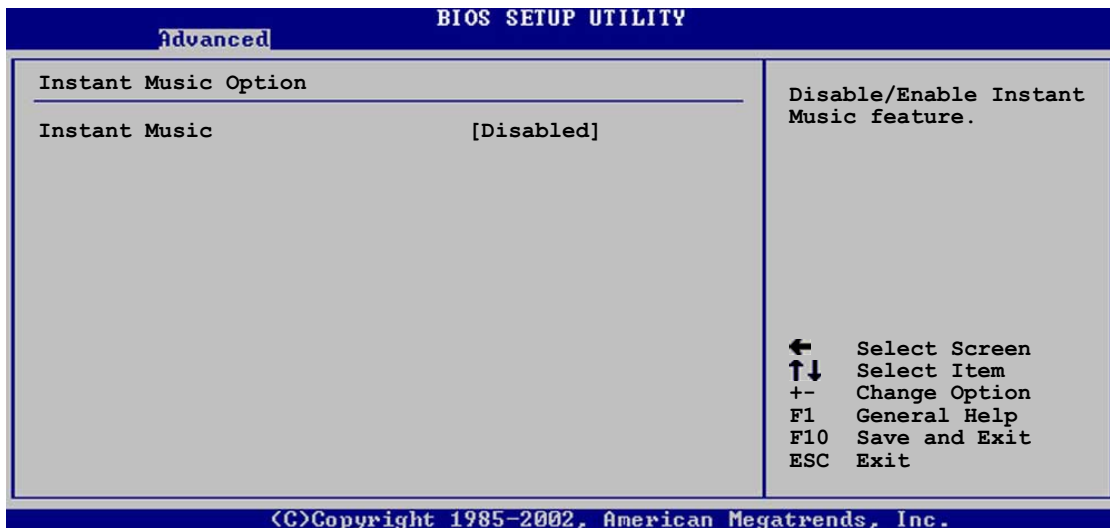 BIOS SETUP UTILITY
Advanced
Instant Music Option
Instant Music [Disabled]
Disable/Enable Instant
Music feature.
← Select Screen
↑↓ Select Item
+- Change Option
F1 General Help
F10 Save and Exit
ESC Exit
(C)Copyright 1985-2002, American Megatrends, Inc.